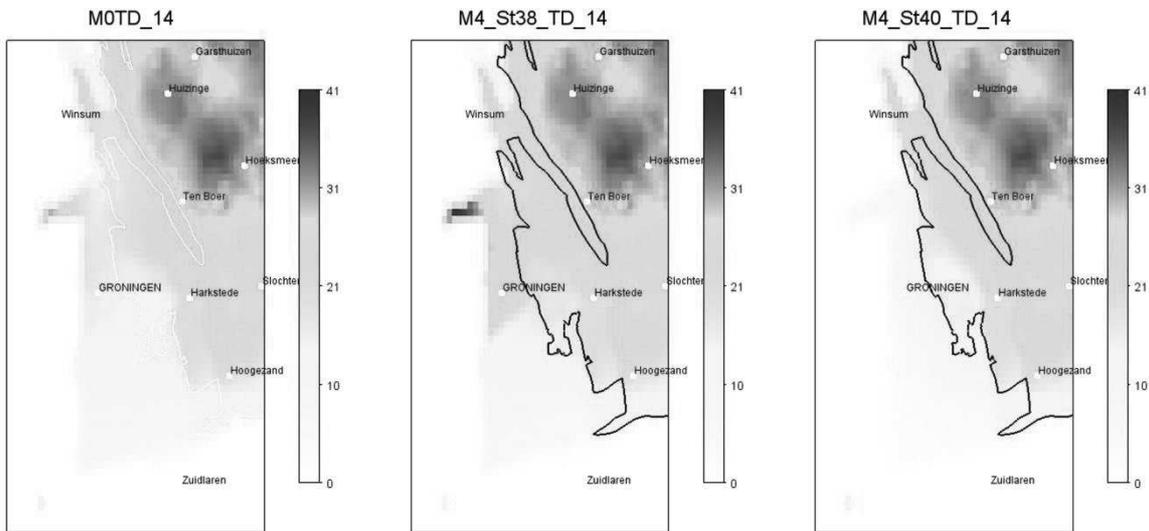 M0TD_14
Garsthuizen
Huizinge
Winsum
Hoeksmeer
Ten Boer
Slochter
GRONINGEN
Harkstede
Hoogezand
Zuidlaren
41
31
21
10
0
M4_St38_TD_14
Garsthuizen
Huizinge
Winsum
Hoeksmeer
Ten Boer
Slochter
GRONINGEN
Harkstede
Hoogezand
Zuidlaren
41
31
21
10
0
M4_St40_TD_14
Garsthuizen
Huizinge
Winsum
Hoeksmeer
Ten Boer
Slochter
GRONINGEN
Harkstede
Hoogezand
Zuidlaren
41
31
21
10
0